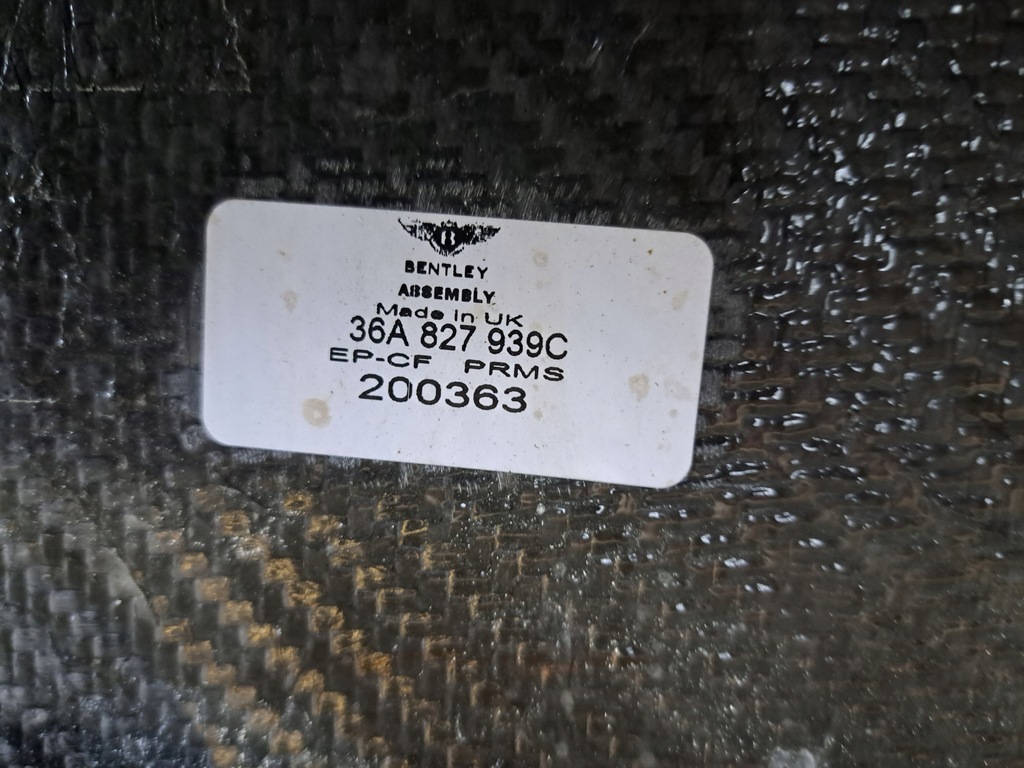 B
BENTLEY
ASSEMBLY
Made in UK
36A 827 939C
EP-CF PRMS
200363